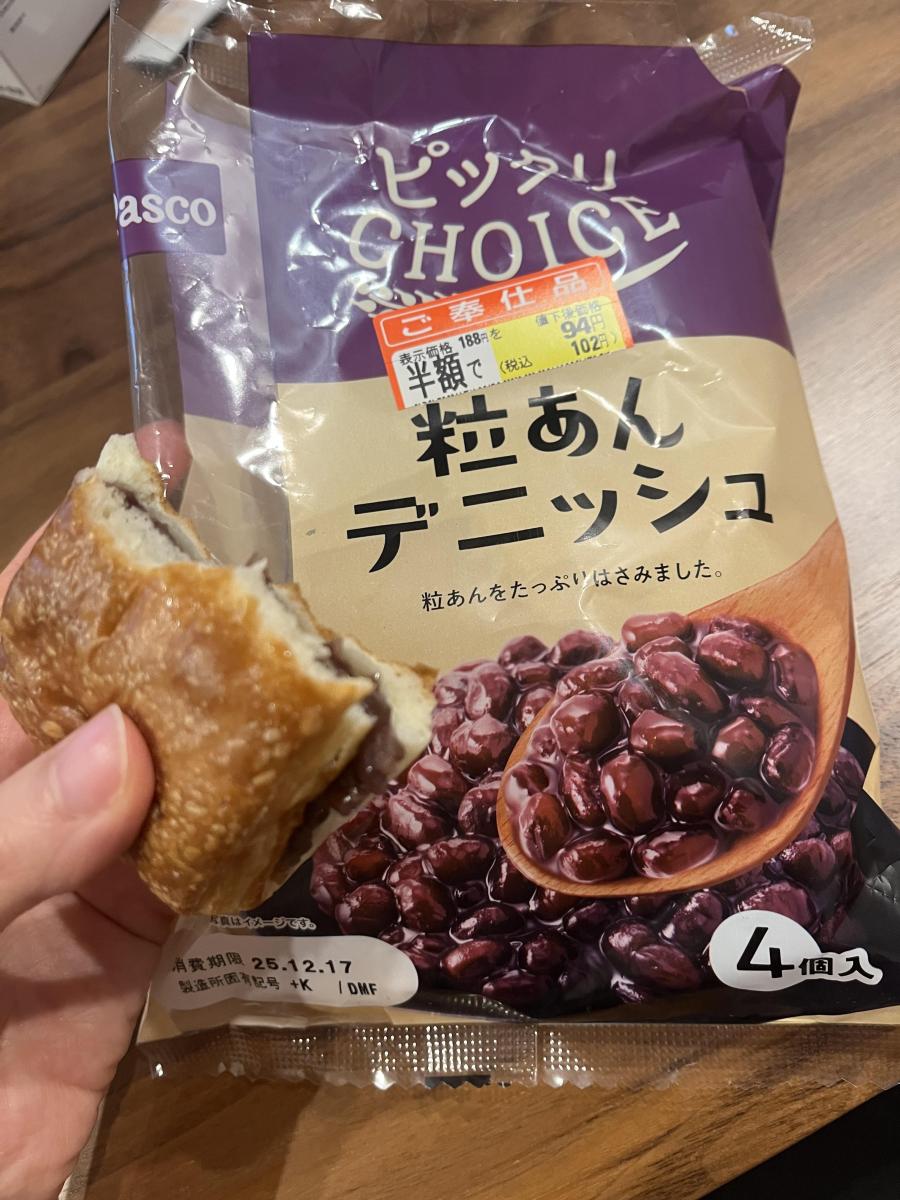 Pasco
ピックリ
CHOICE
ご奉仕品
表示価格 188円を
半額で
値下後価格
94円
(税込 102円)
粒あん
デニッシュ
粒あんをたっぷりはさみました。
写真はイメージです。
消費期限 25.12.17
製造所固有記号 +K /DMF
4個入